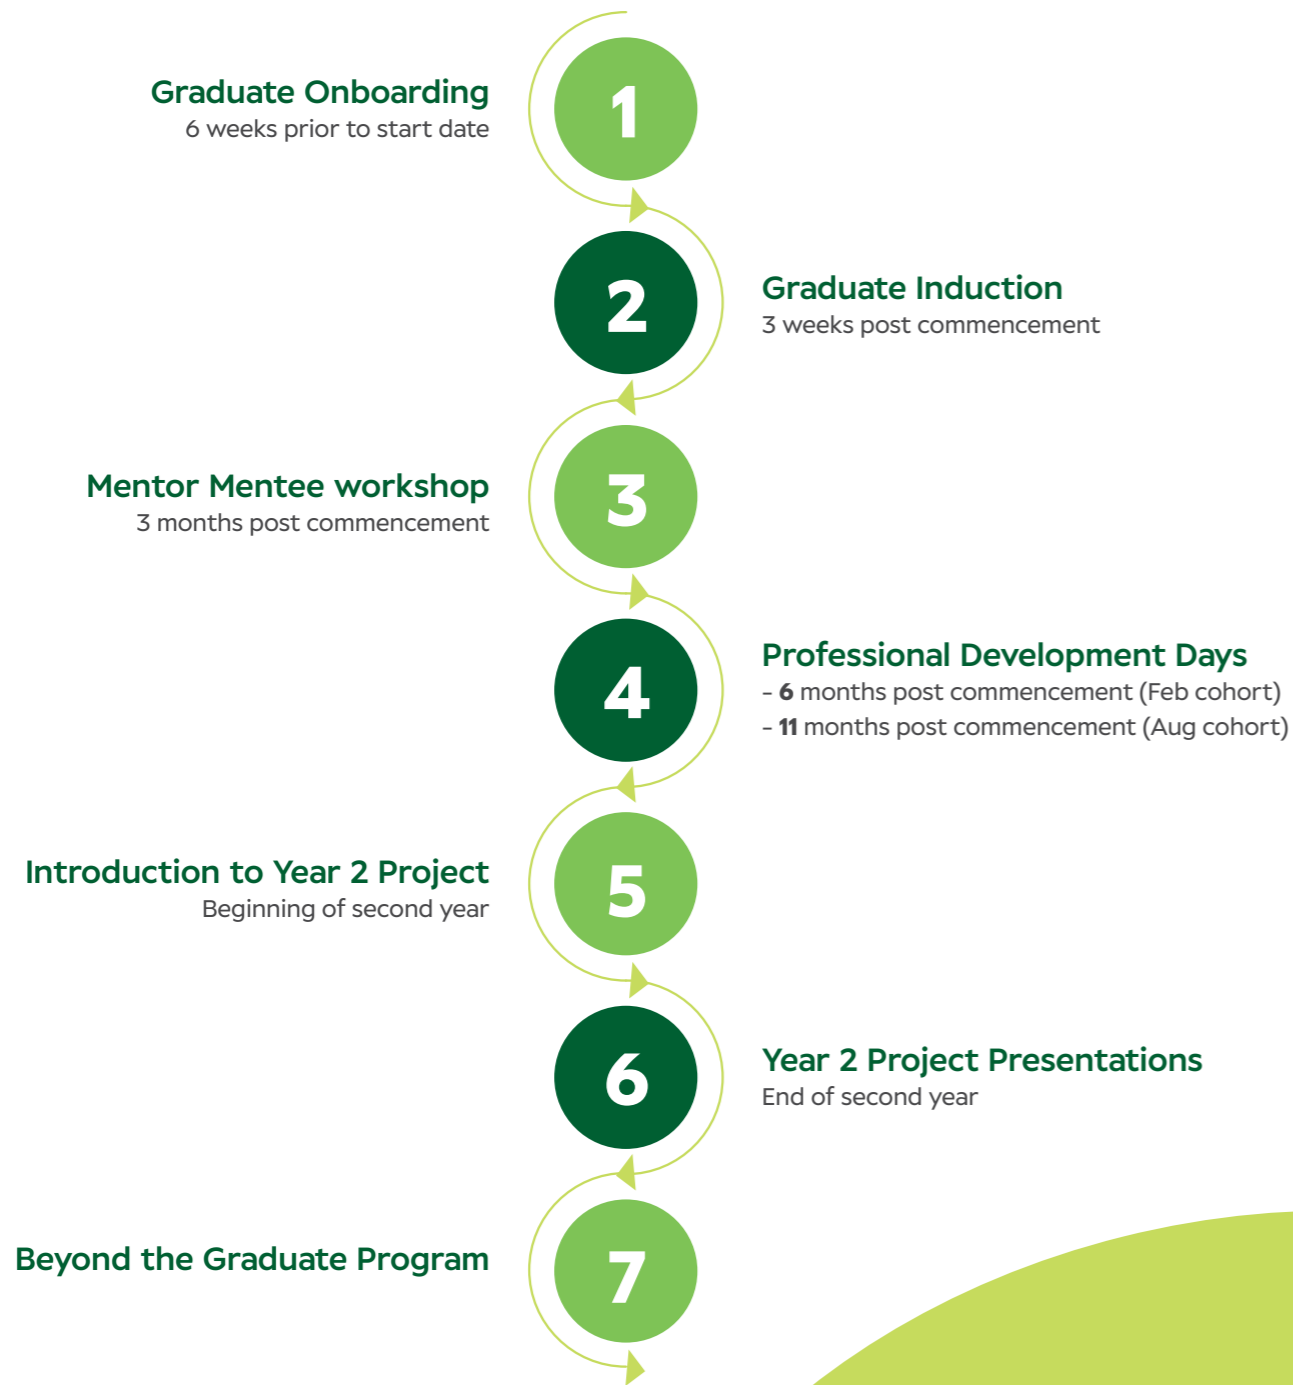 1
Graduate Onboarding
6 weeks prior to start date
2
Graduate Induction
3 weeks post commencement
3
Mentor Mentee workshop
3 months post commencement
4
Professional Development Days
- 6 months post commencement (Feb cohort)
- 11 months post commencement (Aug cohort)
5
Introduction to Year 2 Project
Beginning of second year
6
Year 2 Project Presentations
End of second year
7
Beyond the Graduate Program